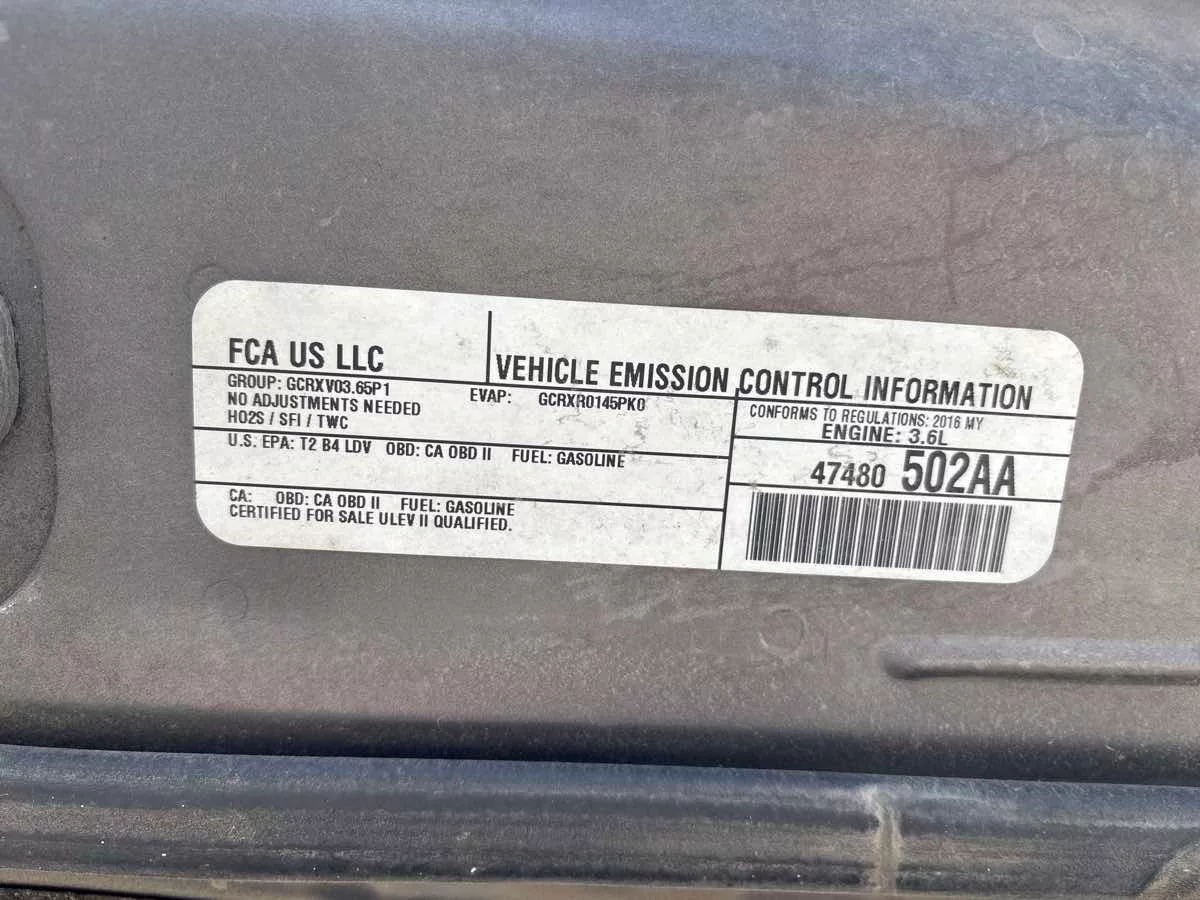 FCA US LLC
VEHICLE EMISSION CONTROL INFORMATION
GROUP: GCRXV03.65P1 EVAP: GCRXR0145PK0
NO ADJUSTMENTS NEEDED
HO2S / SFI / TWC
CONFORMS TO REGULATIONS: 2016 MY
ENGINE: 3.6L
U.S. EPA: T2 B4 LDV OBD: CA OBD II FUEL: GASOLINE
47480 502AA
CA: OBD: CA OBD II FUEL: GASOLINE
CERTIFIED FOR SALE ULEV II QUALIFIED.